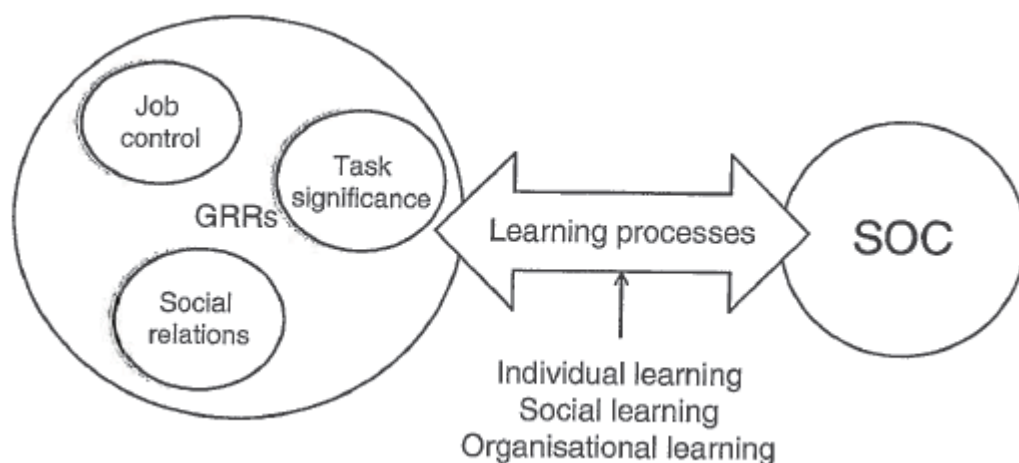 Job
control
Task
significance
GRRs
Social
relations
Learning processes
SOC
Individual learning
Social learning
Organisational learning